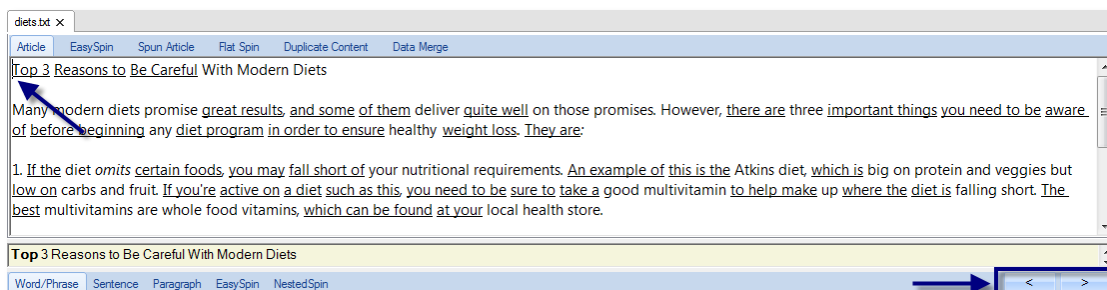 diets.txt ×
Article EasySpin Spun Article Flat Spin Duplicate Content Data Merge
Top 3 Reasons to Be Careful With Modern Diets
Many modern diets promise great results, and some of them deliver quite well on those promises. However, there are three important things you need to be aware
of before beginning any diet program in order to ensure healthy weight loss. They are:
1. If the diet omits certain foods, you may fall short of your nutritional requirements. An example of this is the Atkins diet, which is big on protein and veggies but
low on carbs and fruit. If you're active on a diet such as this, you need to be sure to take a good multivitamin to help make up where the diet is falling short. The
best multivitamins are whole food vitamins, which can be found at your local health store.
Top 3 Reasons to Be Careful With Modern Diets
Word/Phrase Sentence Paragraph EasySpin NestedSpin < >